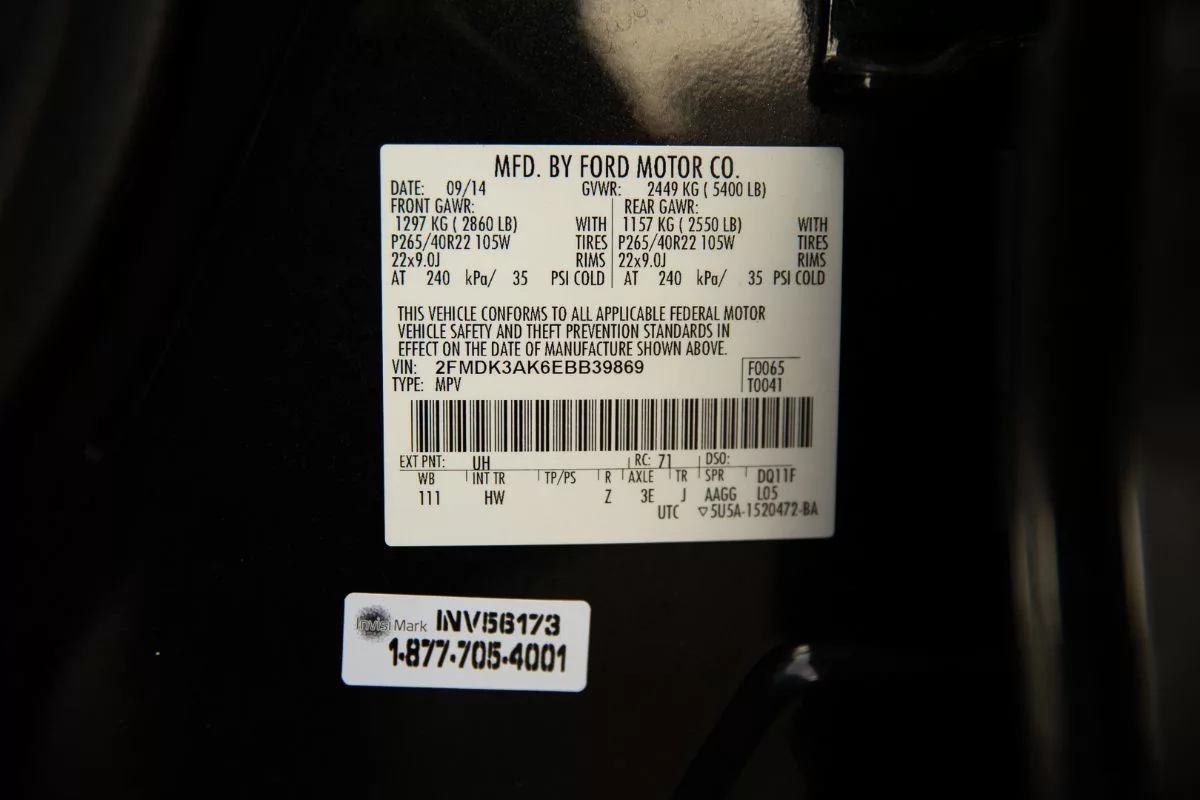 MFD. BY FORD MOTOR CO.
DATE: 09/14 GVWR: 2449 KG ( 5400 LB)
FRONT GAWR: REAR GAWR:
1297 KG ( 2860 LB) WITH 1157 KG ( 2550 LB) WITH
P265/40R22 105W TIRES P265/40R22 105W TIRES
22x9.0J RIMS 22x9.0J RIMS
AT 240 kPa/ 35 PSI COLD AT 240 kPa/ 35 PSI COLD
THIS VEHICLE CONFORMS TO ALL APPLICABLE FEDERAL MOTOR
VEHICLE SAFETY AND THEFT PREVENTION STANDARDS IN
EFFECT ON THE DATE OF MANUFACTURE SHOWN ABOVE.
VIN: 2FMDK3AK6EBB39869 F0065
TYPE: MPV T0041
EXT PNT: UH RC: 71 DSO:
WB INT TR TP/PS R AXLE TR SPR DQ11F
111 HW Z 3E J AAGG L05
UTC ▽5U5A-1520472-BA
InVisiMark INV56173
1-877-705-4001